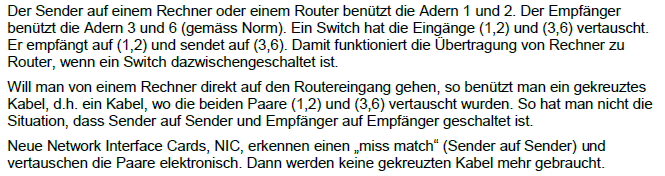 Der Sender auf einem Rechner oder einem Router benützt die Adern 1 und 2. Der Empfänger
benützt die Adern 3 und 6 (gemäss Norm). Ein Switch hat die Eingänge (1,2) und (3,6) vertauscht.
Er empfängt auf (1,2) und sendet auf (3,6). Damit funktioniert die Übertragung von Rechner zu
Router, wenn ein Switch dazwischengeschaltet ist.
Will man von einem Rechner direkt auf den Routereingang gehen, so benützt man ein gekreuztes
Kabel, d.h. ein Kabel, wo die beiden Paare (1,2) und (3,6) vertauscht wurden. So hat man nicht die
Situation, dass Sender auf Sender und Empfänger auf Empfänger geschaltet ist.
Neue Network Interface Cards, NIC, erkennen einen „miss match“ (Sender auf Sender) und
vertauschen die Paare elektronisch. Dann werden keine gekreuzten Kabel mehr gebraucht.